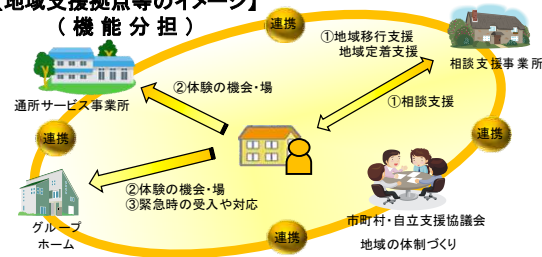 【地域支援拠点等のイメージ】
(機能分担)
連携
①地域移行支援
地域定着支援
相談支援事業所
②体験の機会・場
通所サービス事業所
①相談支援
連携
連携
②体験の機会・場
③緊急時の受入や対応
グループ
ホーム
市町村・自立支援協議会
連携
地域の体制づくり